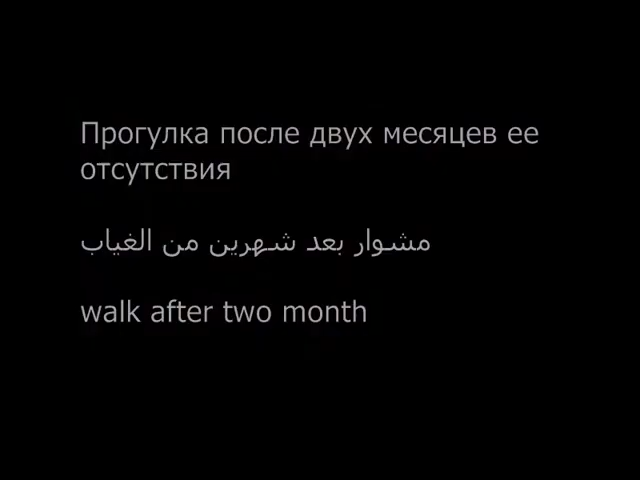 Прогулка после двух месяцев ее
отсутствия
مشوار بعد شهرين من الغياب
walk after two month